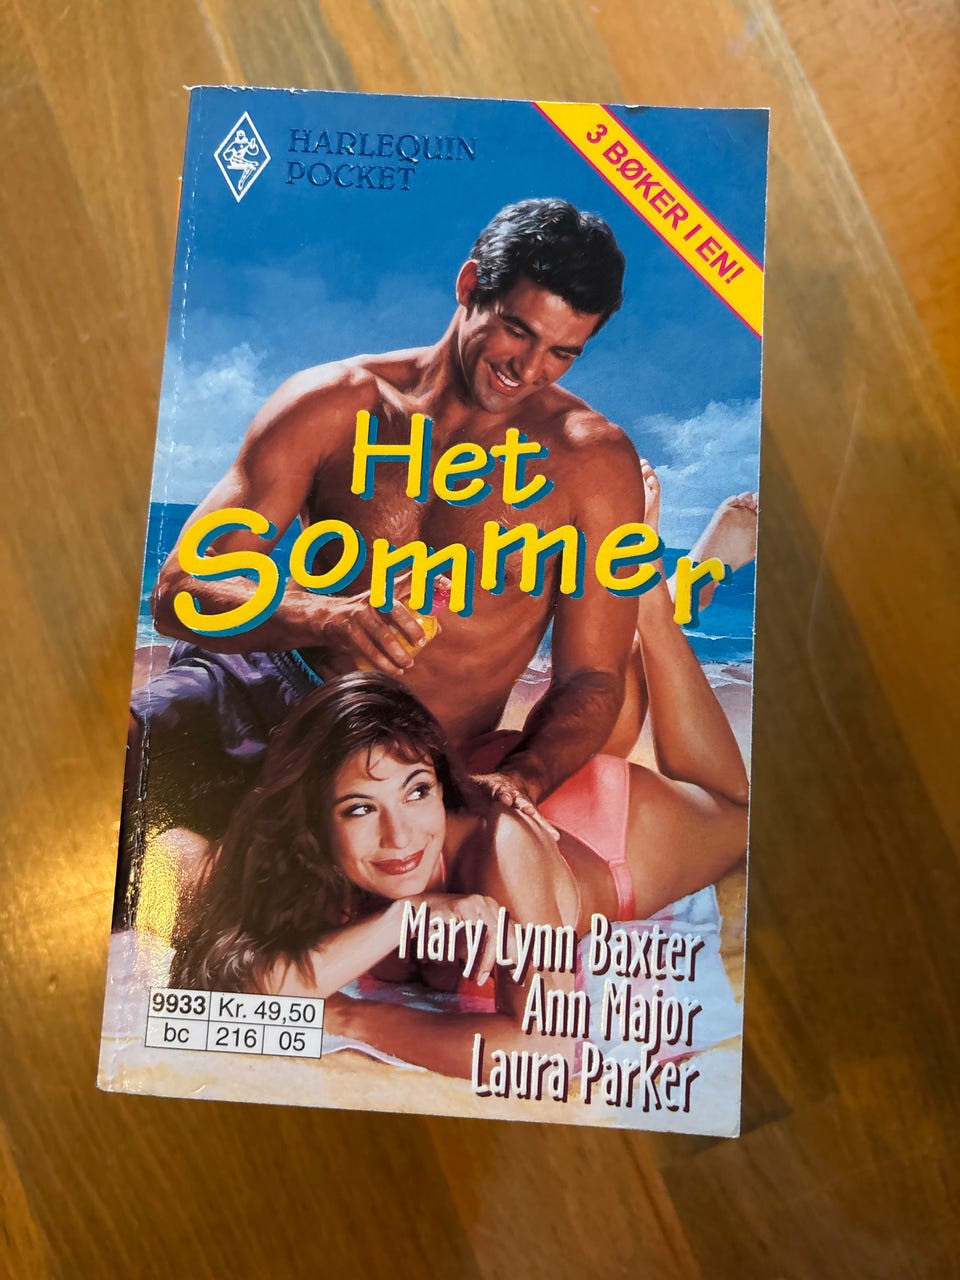 HARLEQUIN
POCKET
3 BØKER I EN!
Het
Sommer
Mary Lynn Baxter
Ann Major
Laura Parker
9933 Kr. 49,50
bc 216 05